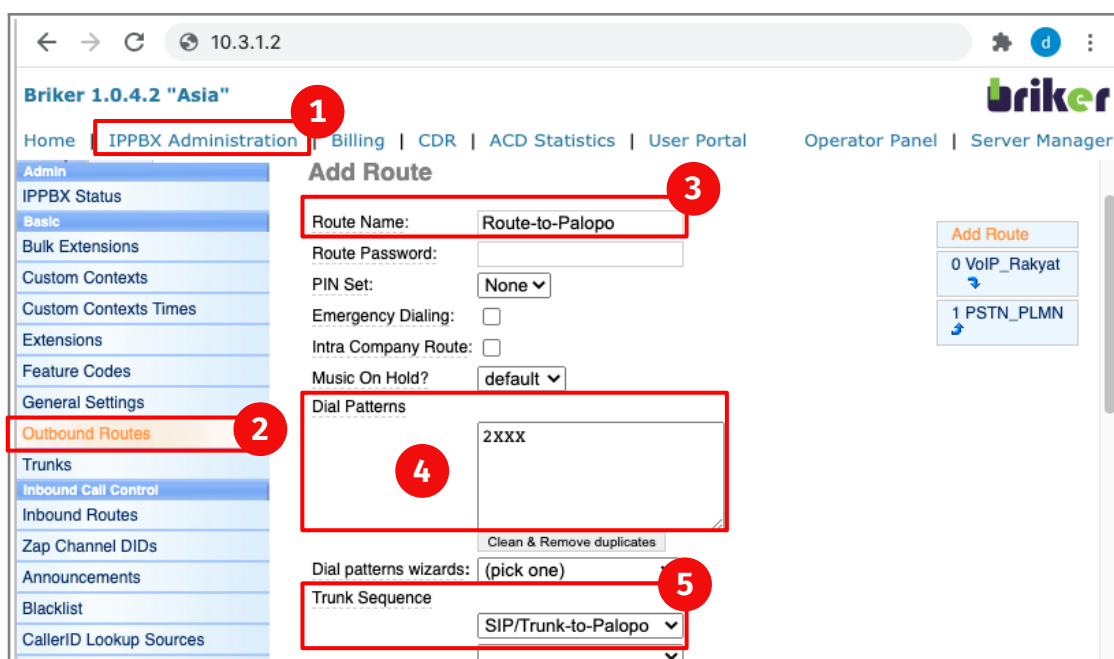 10.3.1.2
d
Briker 1.0.4.2 "Asia"
briker
1
Home | IPPBX Administration | Billing | CDR | ACD Statistics | User Portal Operator Panel | Server Manager
Admin
IPPBX Status
Basic
Bulk Extensions
Custom Contexts
Custom Contexts Times
Extensions
Feature Codes
General Settings
Outbound Routes
2
Trunks
Inbound Call Control
Inbound Routes
Zap Channel DIDs
Announcements
Blacklist
CallerID Lookup Sources
Add Route
3
Route Name: Route-to-Palopo
Route Password:
PIN Set: None
Emergency Dialing:
Intra Company Route:
Music On Hold? default
Dial Patterns
2XXX
4
Clean & Remove duplicates
Dial patterns wizards: (pick one)
5
Trunk Sequence
SIP/Trunk-to-Palopo
Add Route
0 VoIP_Rakyat
1 PSTN_PLMN